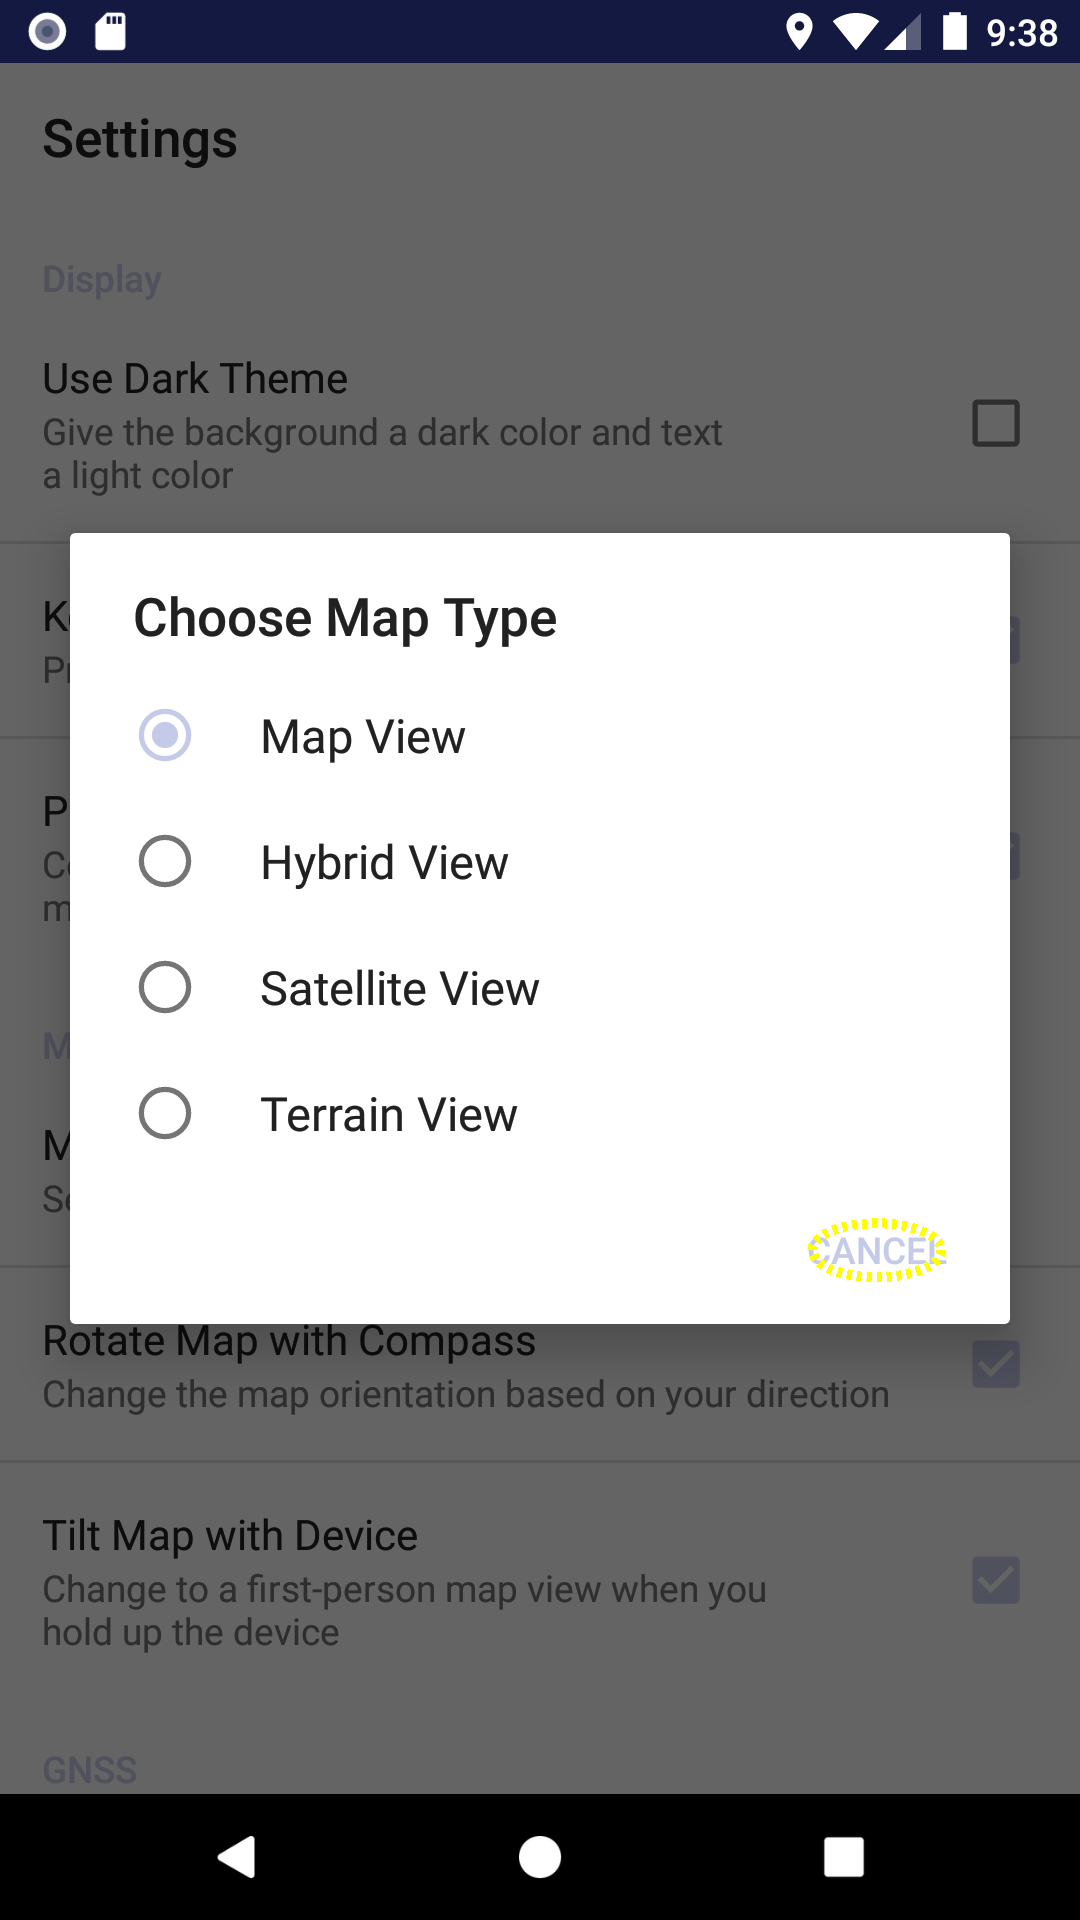 9:38
Settings
Display
Use Dark Theme
Give the background a dark color and text
a light color
Choose Map Type
Map View
Hybrid View
Satellite View
Terrain View
CANCEL
Rotate Map with Compass
Change the map orientation based on your direction
Tilt Map with Device
Change to a first-person map view when you
hold up the device
GNSS